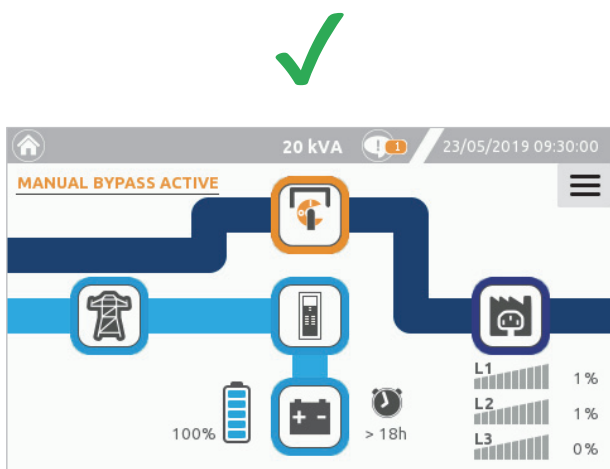 20 kVA 1 23/05/2019 09:30:00
MANUAL BYPASS ACTIVE
L1 1%
L2 1%
100% > 18h
L3 0%